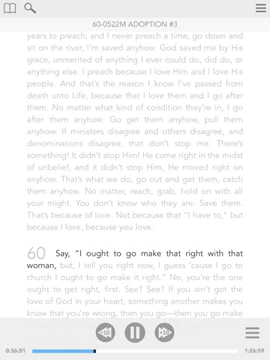 60-0522M ADOPTION #3
years to preach; and I never preach a time, go down and
sit on the river, I'm saved anyhow. God saved me by His
grace, unmerited of anything I ever could do, did do, or
anything else. I preach because I love Him and I love His
people. And that's the reason I know I've passed from
death unto Life, because that I love them and I go after
them. No matter what kind of condition they're in, I go
after them anyhow. Go get them anyhow, pull them
anyhow. If ministers disagree and others disagree, and
denominations disagree, that don't stop me. There's
something! It didn't stop Him! He come right in the midst
of unbelief, and it didn't stop Him, He moved right on
anyhow. That's what we do, go out and get them, catch
them anyhow. No matter, reach, grab, hold on with all
your might. You don't know who they are. Save them.
That's because of love. Not because that "I have to," but
because I love, because you love.
60 Say, "I ought to go make that right with that
woman, but, I tell you right now, I guess 'cause I go to
church I ought to go make it right." No, you're the one
ought to get right, first. See? See? If you ain't got the
love of God in your heart, something another makes you
know that you're wrong, then you go—then you go make
0:36:51
1:26:59